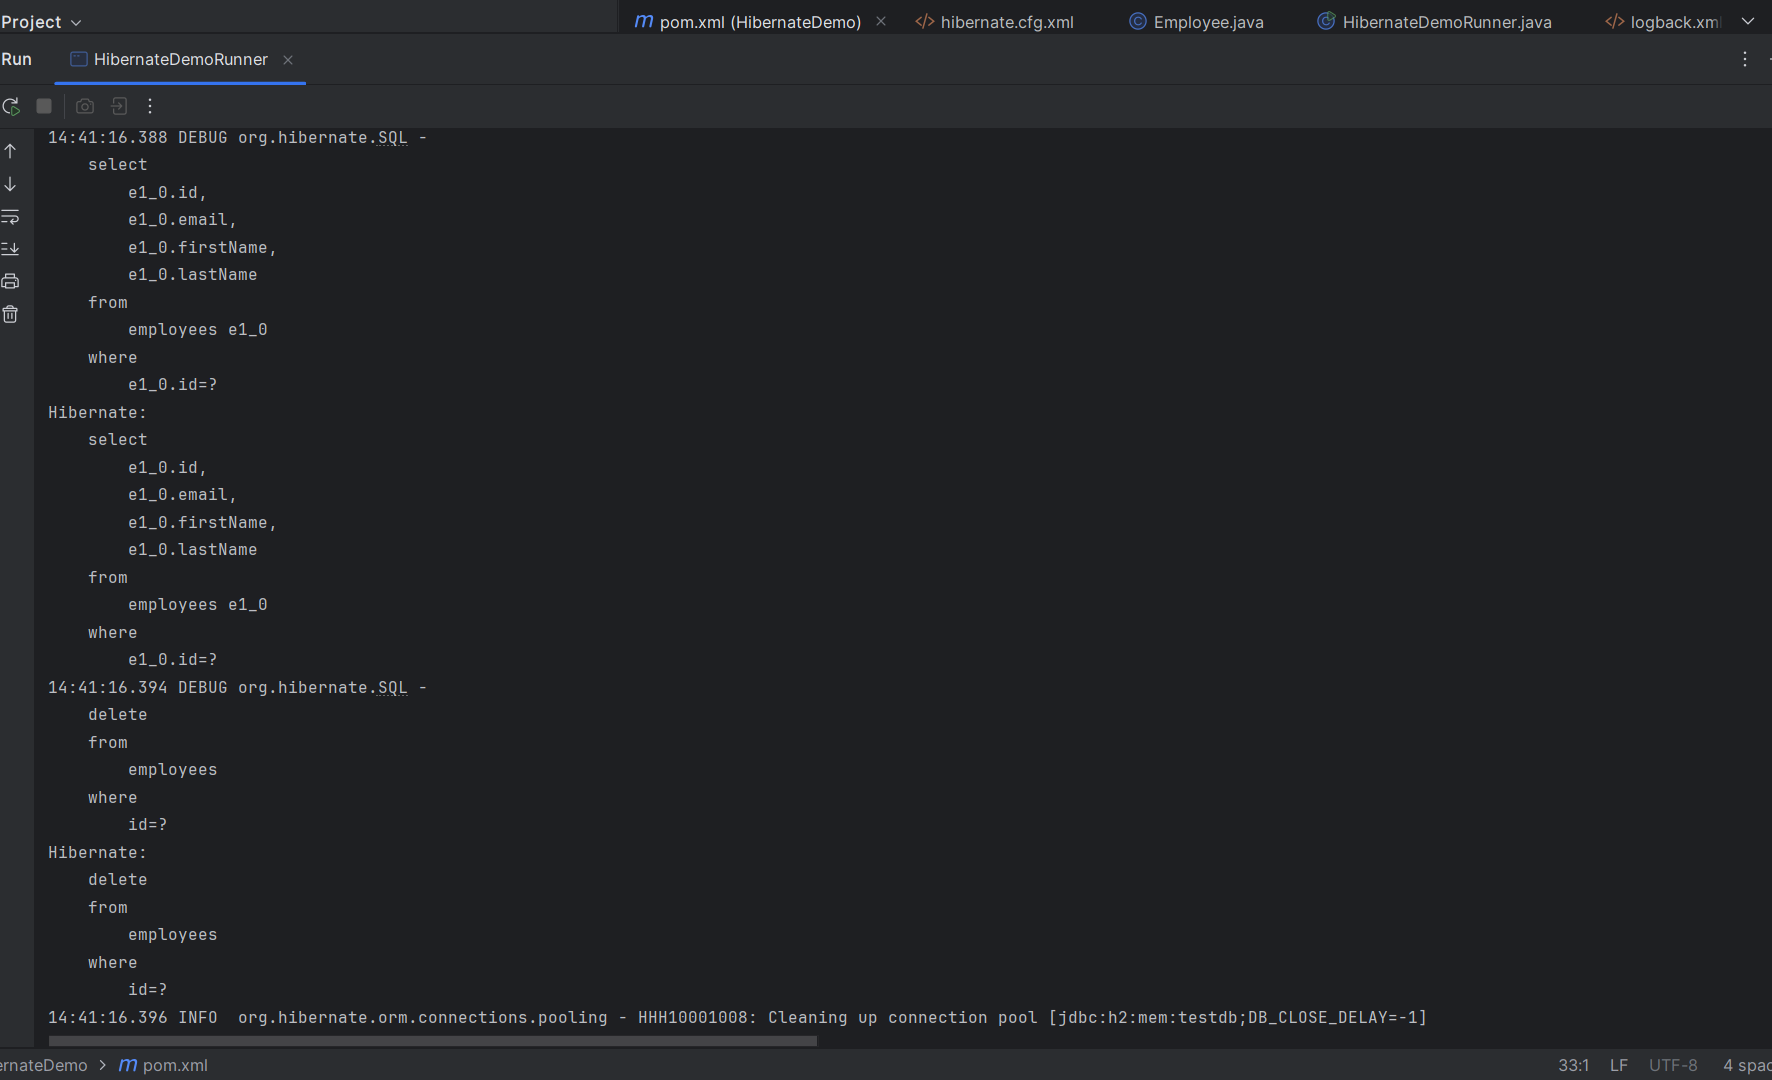 Project
pom.xml (HibernateDemo)
hibernate.cfg.xml
Employee.java
HibernateDemoRunner.java
logback.xml
Run
HibernateDemoRunner
14:41:16.388 DEBUG org.hibernate.SQL -
    select
        e1_0.id,
        e1_0.email,
        e1_0.firstName,
        e1_0.lastName
    from
        employees e1_0
    where
        e1_0.id=?
Hibernate:
    select
        e1_0.id,
        e1_0.email,
        e1_0.firstName,
        e1_0.lastName
    from
        employees e1_0
    where
        e1_0.id=?
14:41:16.394 DEBUG org.hibernate.SQL -
    delete
    from
        employees
    where
        id=?
Hibernate:
    delete
    from
        employees
    where
        id=?
14:41:16.396 INFO  org.hibernate.orm.connections.pooling - HHH10001008: Cleaning up connection pool [jdbc:h2:mem:testdb;DB_CLOSE_DELAY=-1]
ernateDemo > pom.xml
33:1 LF UTF-8 4 spac